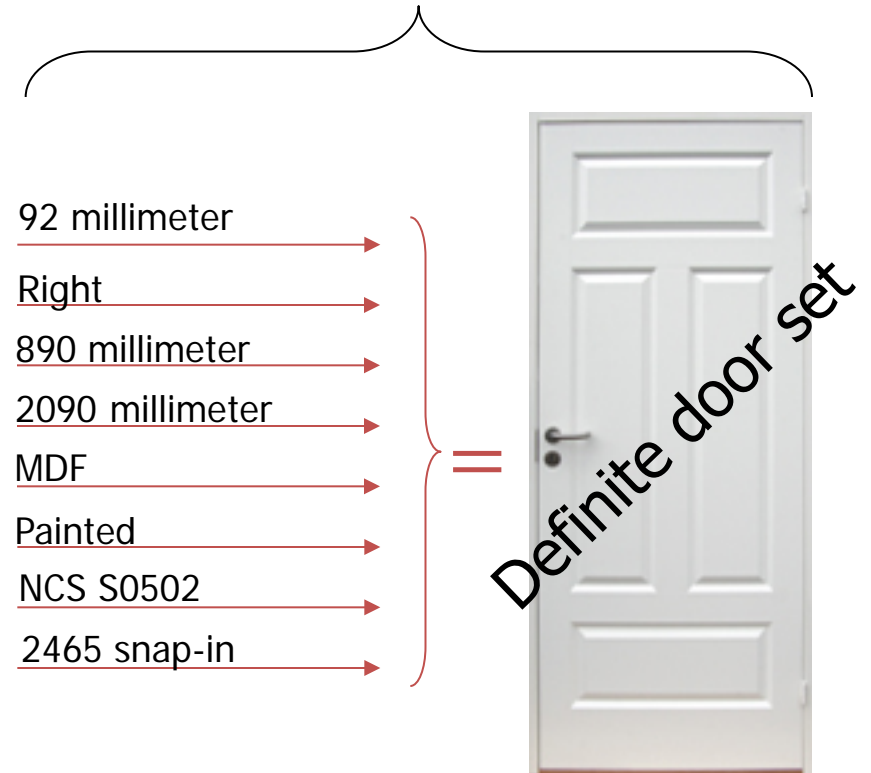 92 millimeter
Right
890 millimeter
2090 millimeter
MDF
Painted
NCS S0502
2465 snap-in
=
Definite door set